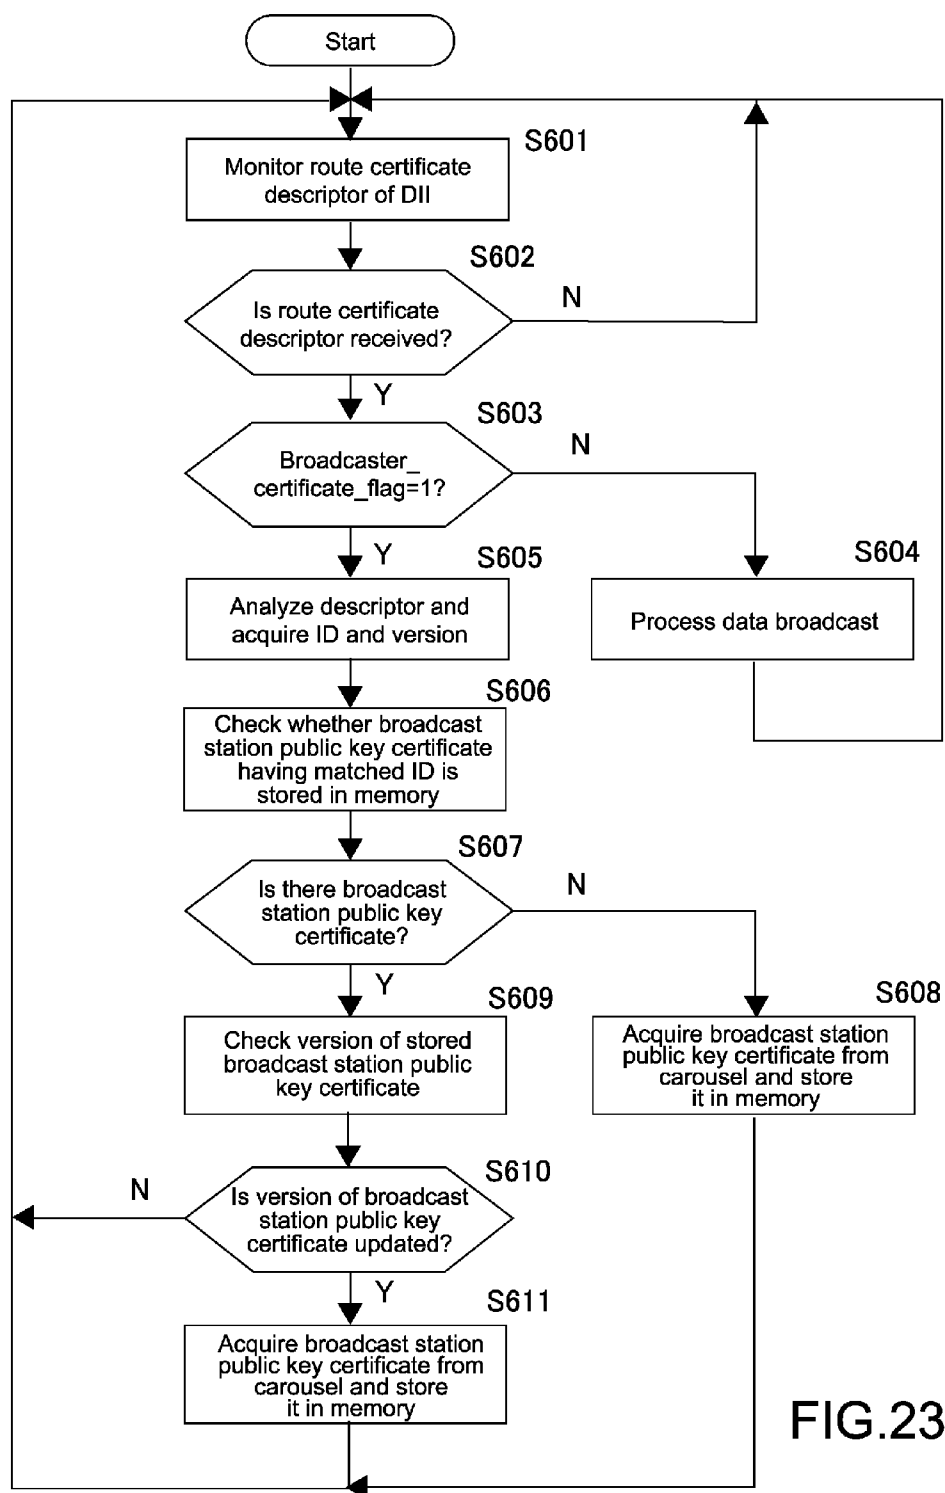 Start
S601
Monitor route certificate
descriptor of DII
S602
Is route certificate
descriptor received?
N
Y
S603
Broadcaster_
certificate_flag=1?
N
Y
S605
Analyze descriptor and
acquire ID and version
S604
Process data broadcast
S606
Check whether broadcast
station public key certificate
having matched ID is
stored in memory
S607
Is there broadcast
station public key
certificate?
N
Y
S609
Check version of stored
broadcast station public
key certificate
S608
Acquire broadcast station
public key certificate from
carousel and store
it in memory
S610
Is version of broadcast
station public key
certificate updated?
N
Y
S611
Acquire broadcast station
public key certificate from
carousel and store
it in memory
FIG.23